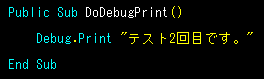 Public Sub DoDebugPrint()
Debug.Print "テスト2回目です。"
End Sub